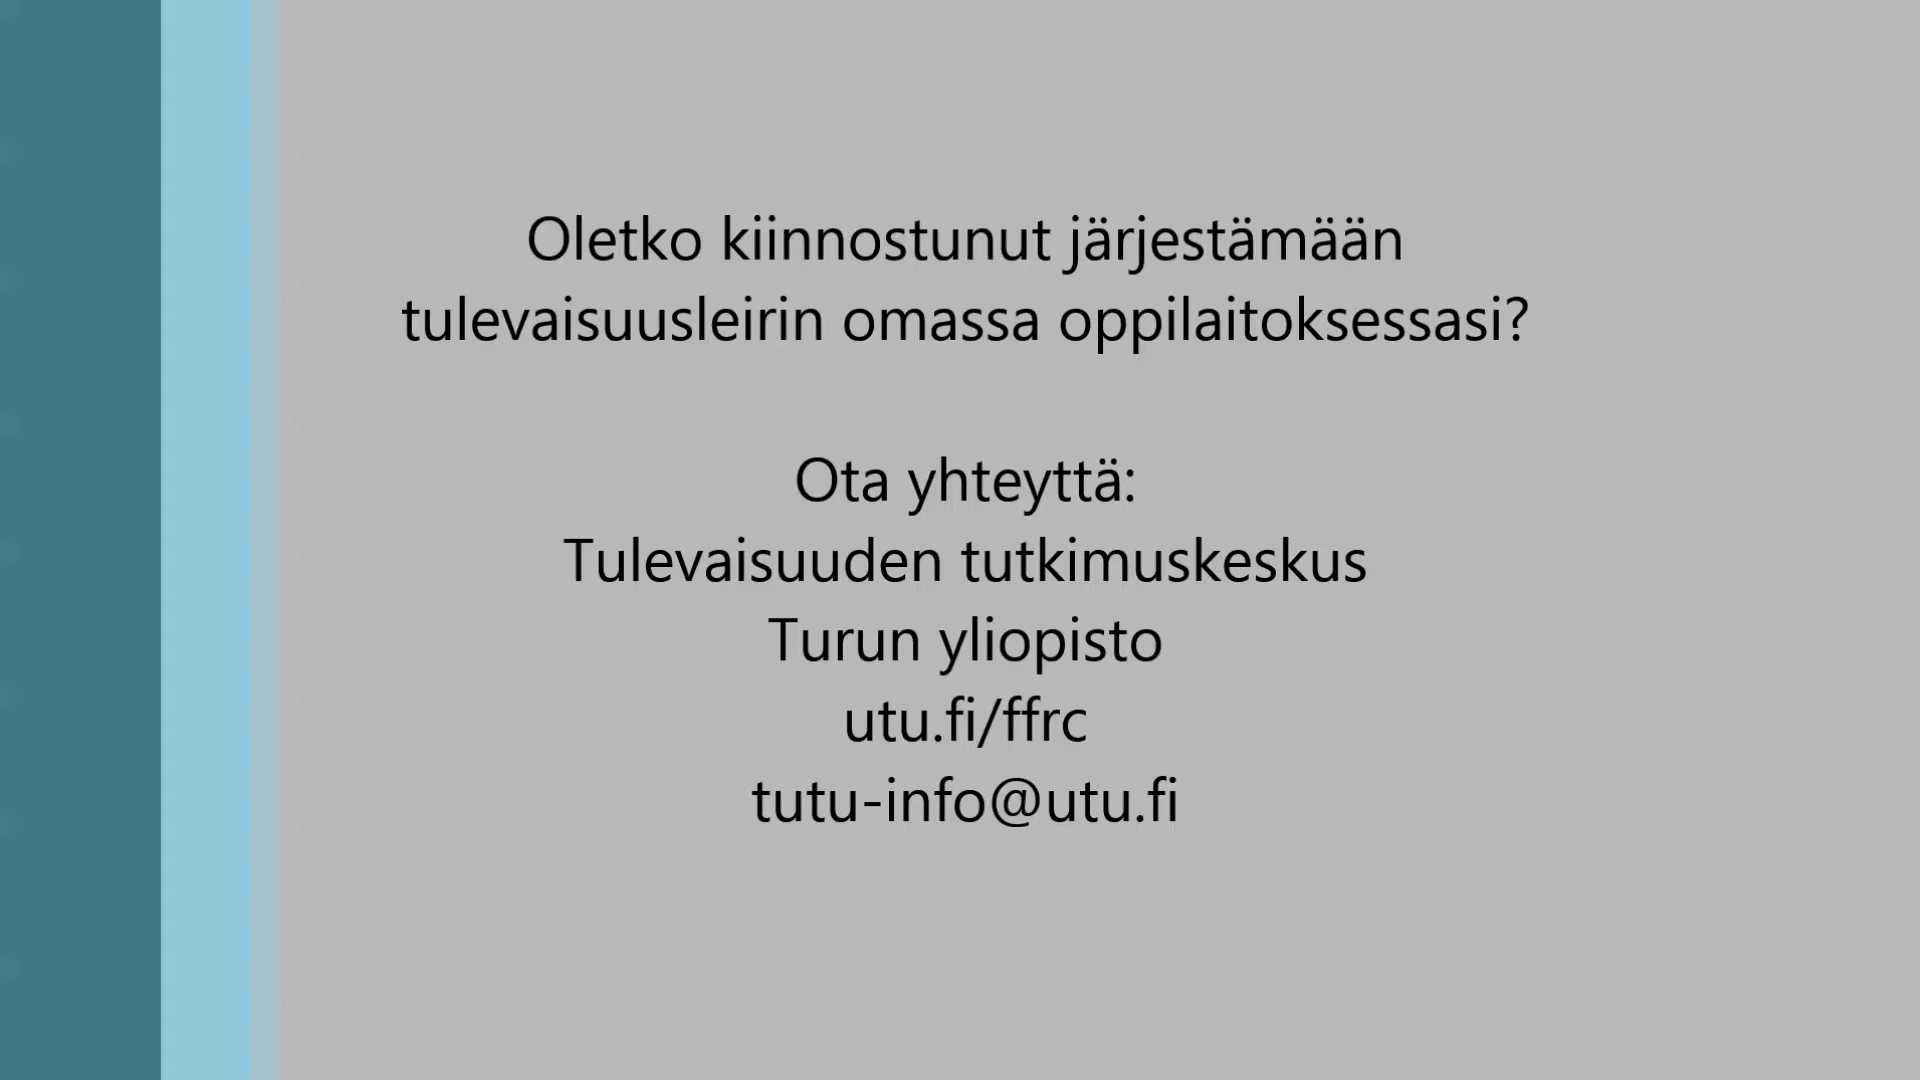 Oletko kiinnostunut järjestämään
tulevaisuusleirin omassa oppilaitoksessasi?
Ota yhteyttä:
Tulevaisuuden tutkimuskeskus
Turun yliopisto
utu.fi/ffrc
tutu-info@utu.fi